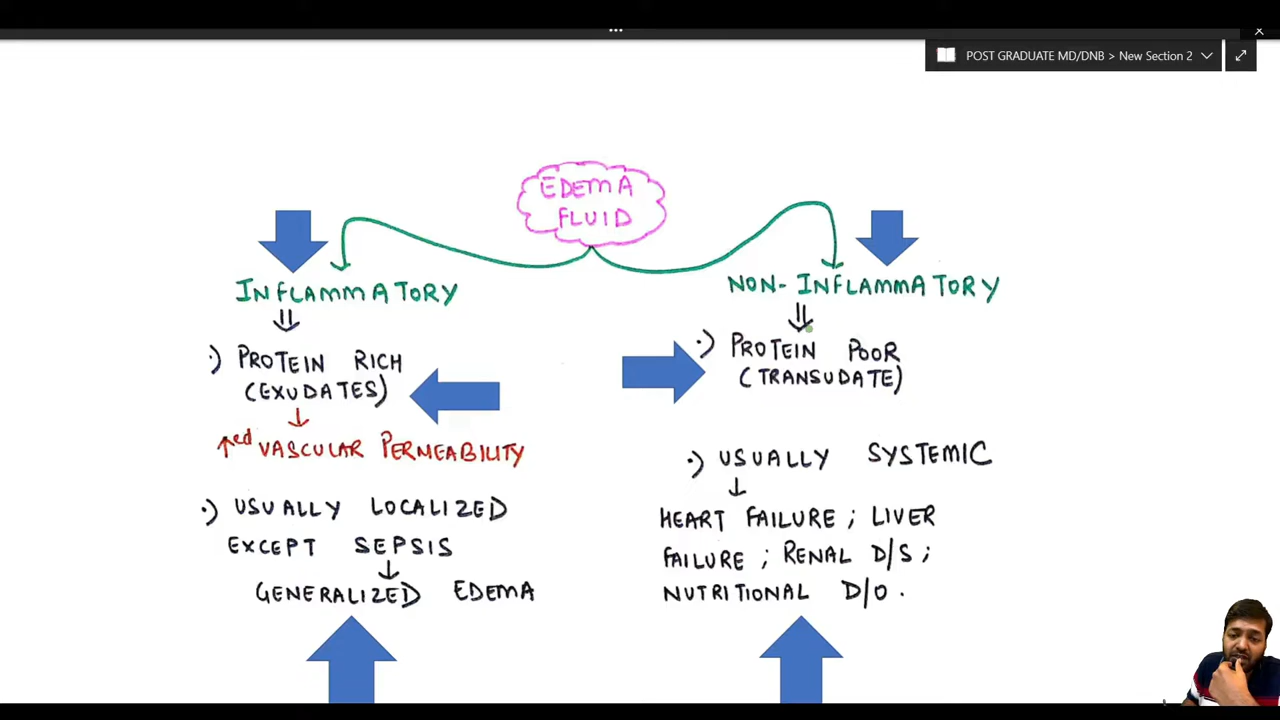 POST GRADUATE MD/DNB > New Section 2
EDEMA
FLUID
INFLAMMATORY
.) PROTEIN RICH
(EXUDATES)
↓
↑ed VASCULAR PERMEABILITY
.) USUALLY LOCALIZED
EXCEPT SEPSIS
↓
GENERALIZED EDEMA
NON-INFLAMMATORY
.) PROTEIN POOR
(TRANSUDATE)
.) USUALLY SYSTEMIC
↓
HEART FAILURE ; LIVER
FAILURE ; RENAL D/S ;
NUTRITIONAL D/O .